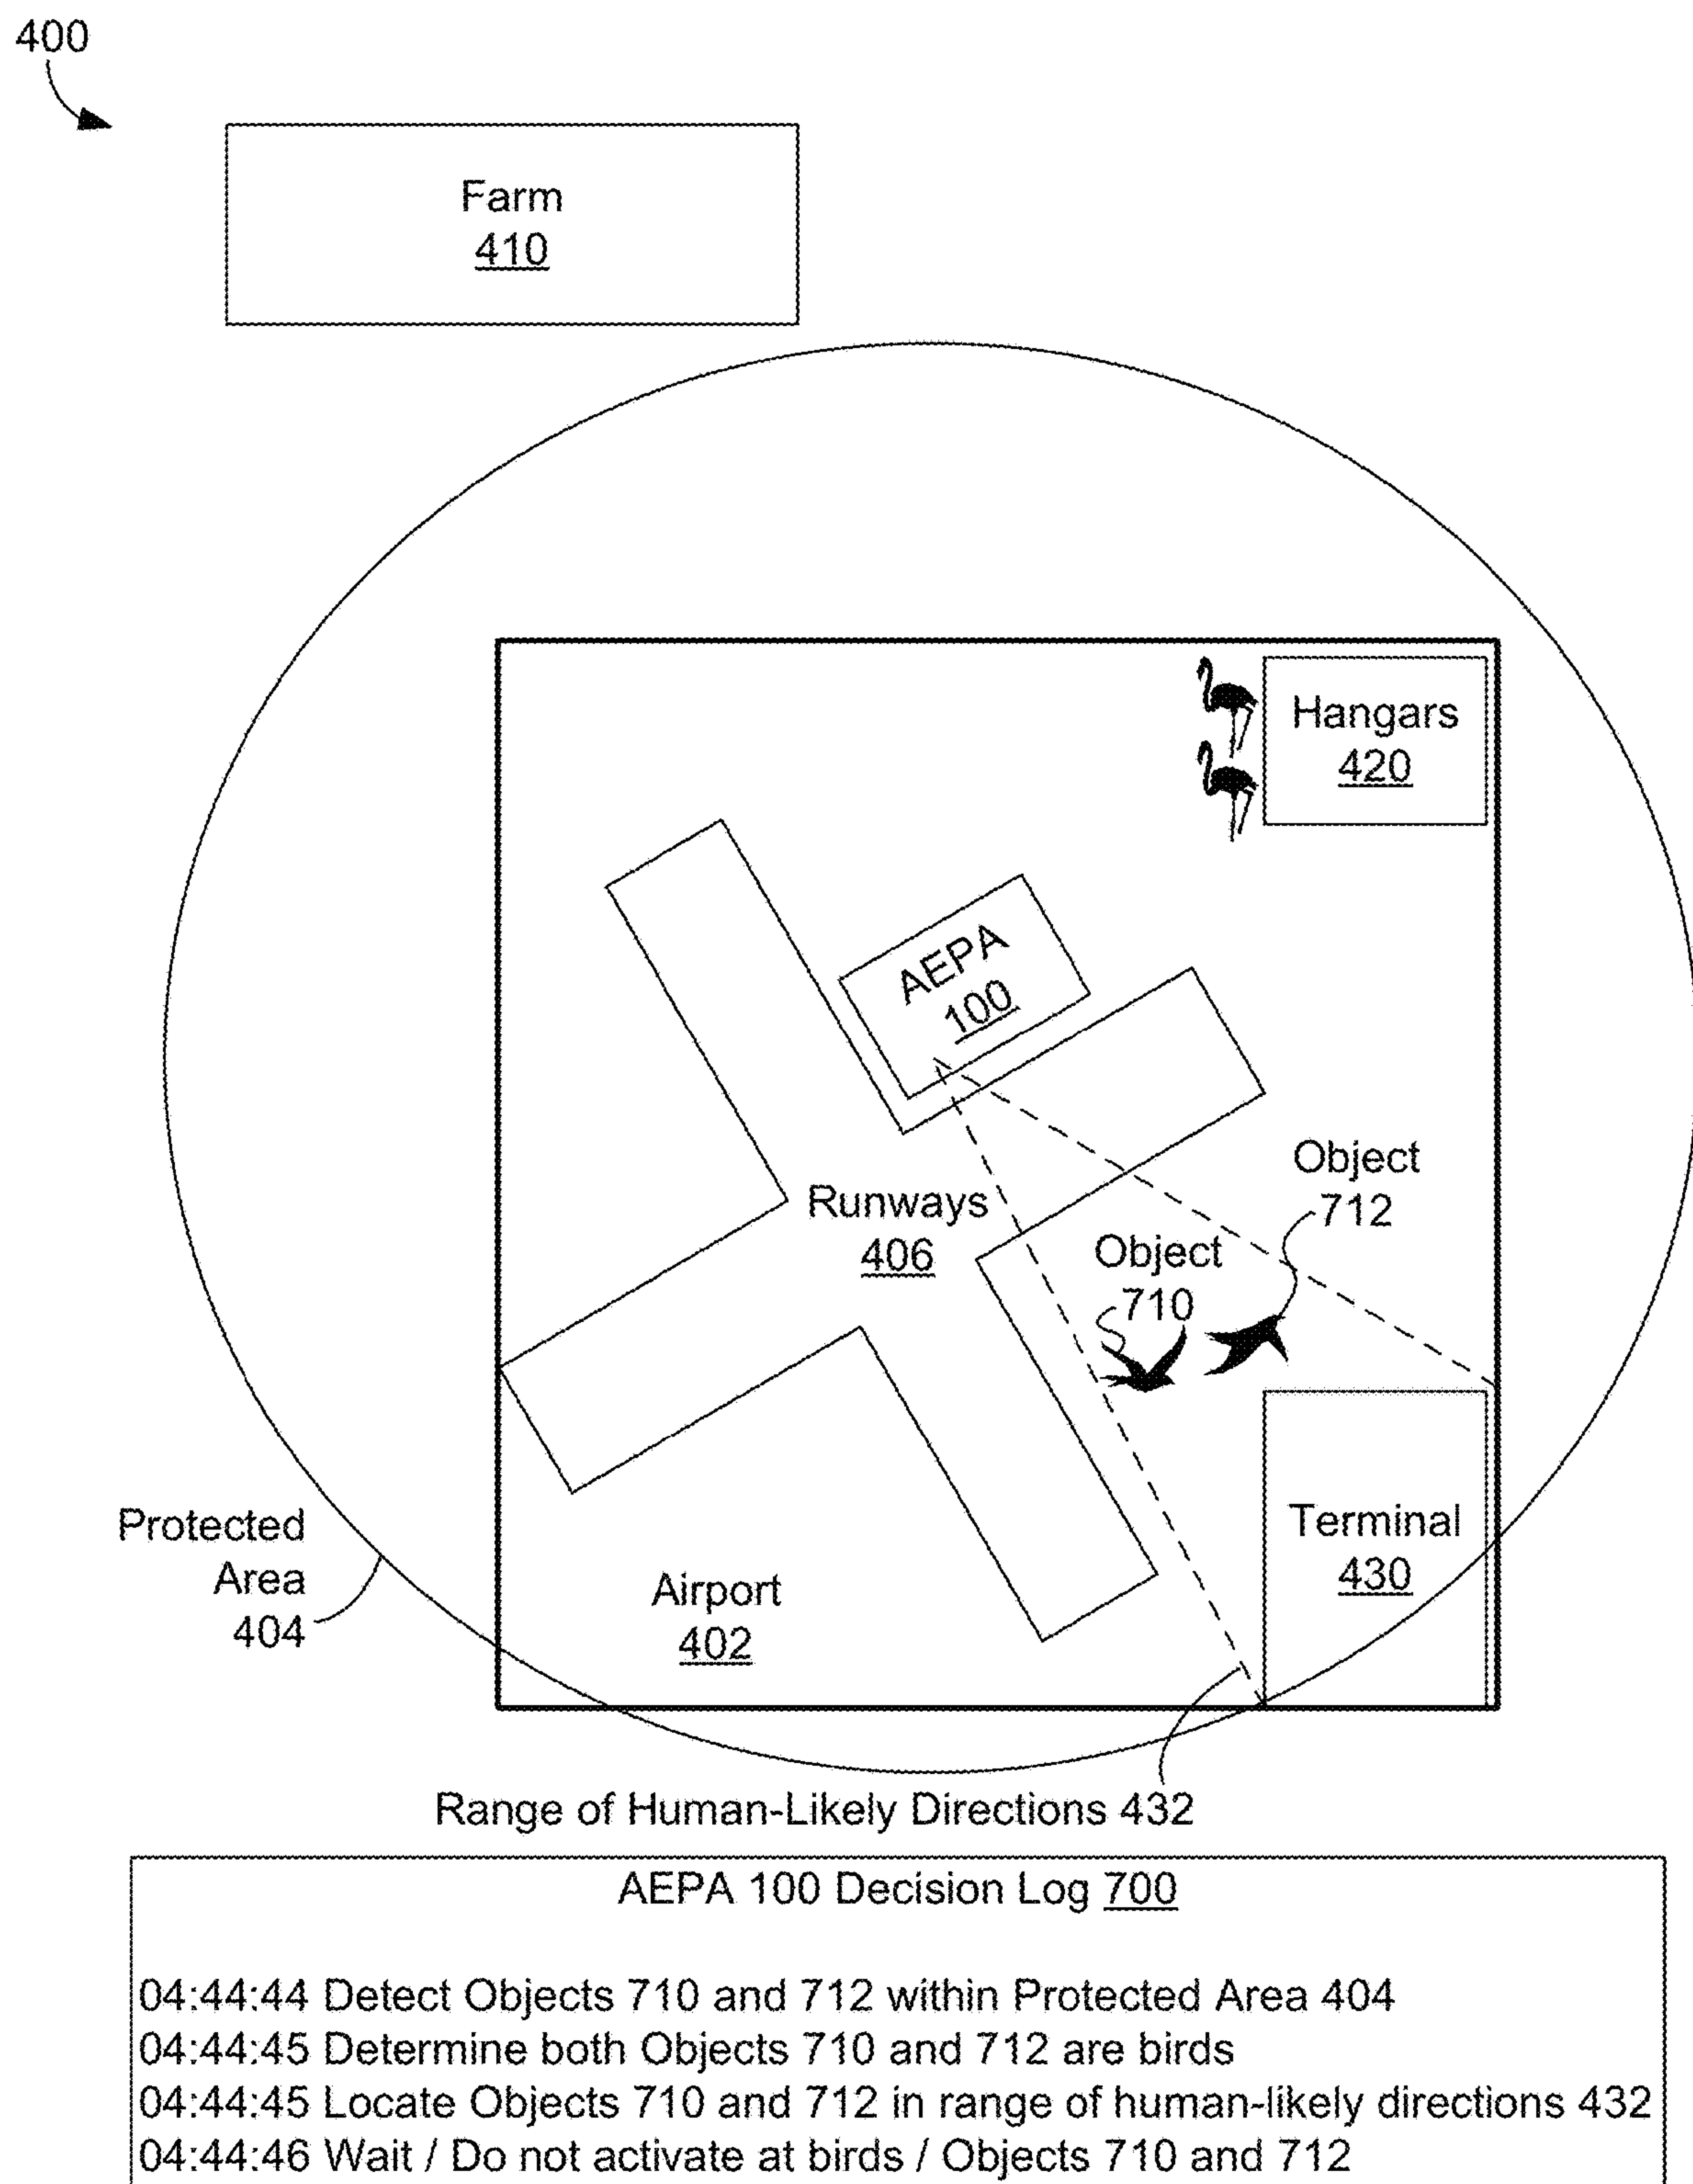 400
Farm
410
Hangars
420
AEPA
100
Object
712
Runways
406
Object
710
Protected
Area
404
Terminal
430
Airport
402
Range of Human-Likely Directions 432
AEPA 100 Decision Log 700
04:44:44 Detect Objects 710 and 712 within Protected Area 404
04:44:45 Determine both Objects 710 and 712 are birds
04:44:45 Locate Objects 710 and 712 in range of human-likely directions 432
04:44:46 Wait / Do not activate at birds / Objects 710 and 712